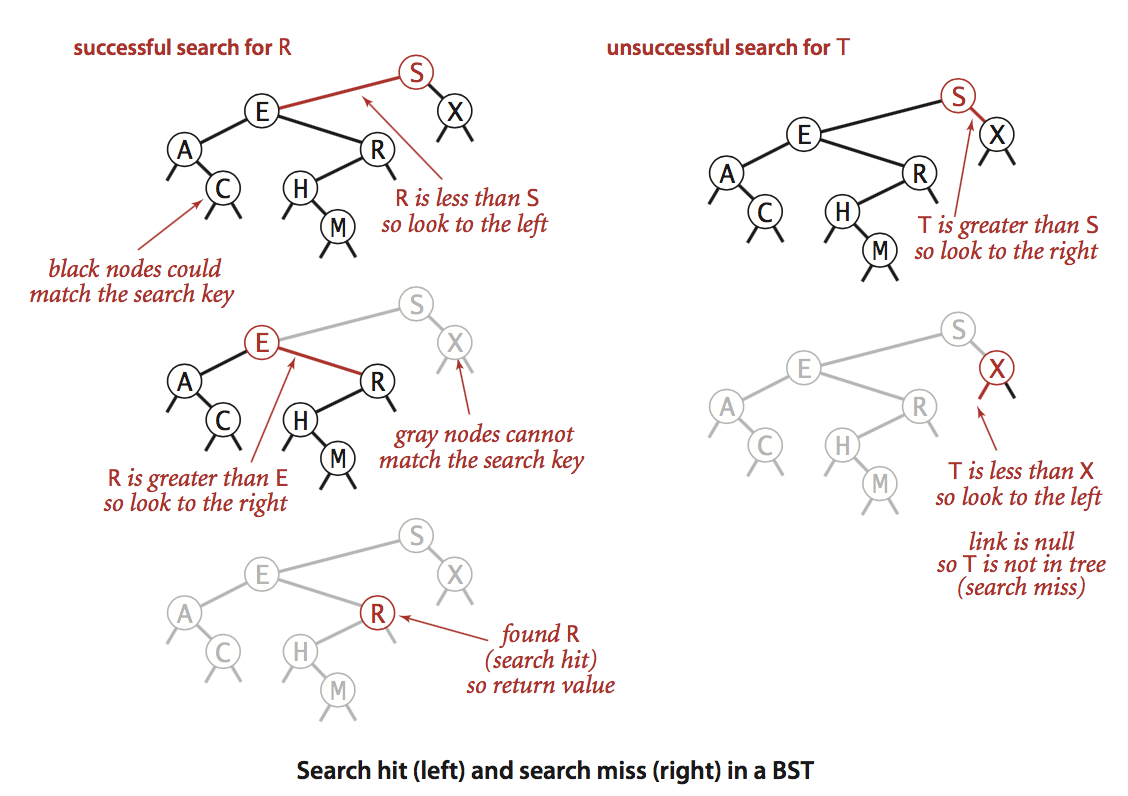 successful search for R
S
E
X
A
R
C
H
M
R is less than S
so look to the left
black nodes could
match the search key
S
E
X
A
R
C
H
M
gray nodes cannot
match the search key
R is greater than E
so look to the right
S
E
X
A
R
C
H
M
found R
(search hit)
so return value
unsuccessful search for T
S
E
X
A
R
C
H
M
T is greater than S
so look to the right
S
E
X
A
R
C
H
M
T is less than X
so look to the left
link is null
so T is not in tree
(search miss)
Search hit (left) and search miss (right) in a BST